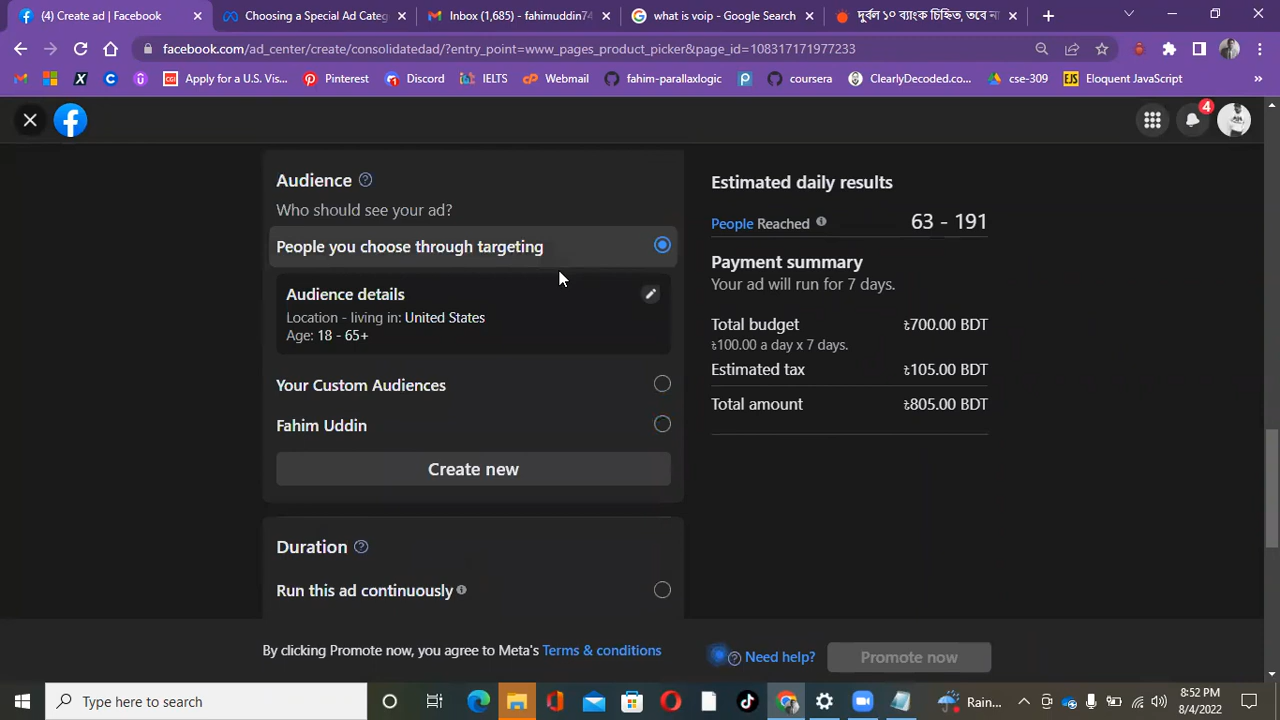 (4) Create ad | Facebook
Choosing a Special Ad Categ
Inbox (1,685) - fahimuddin74
what is voip - Google Search
দুর্বল ১০ ব্যাংক চিহ্নিত, তবে না
facebook.com/ad_center/create/consolidatedad/?entry_point=www_pages_product_picker&page_id=108317171977233
Apply for a U.S. Vis...
Pinterest
Discord
IELTS
Webmail
fahim-parallaxlogic
coursera
ClearlyDecoded.co...
cse-309
EJS
Eloquent JavaScript
4
Audience
Who should see your ad?
People you choose through targeting
Audience details
Location - living in: United States
Age: 18 - 65+
Your Custom Audiences
Fahim Uddin
Create new
Duration
Run this ad continuously
Estimated daily results
People Reached 63 - 191
Payment summary
Your ad will run for 7 days.
Total budget ৳700.00 BDT
৳100.00 a day x 7 days.
Estimated tax ৳105.00 BDT
Total amount ৳805.00 BDT
By clicking Promote now, you agree to Meta's Terms & conditions
Need help?
Promote now
Type here to search
Rain...
8:52 PM
8/4/2022